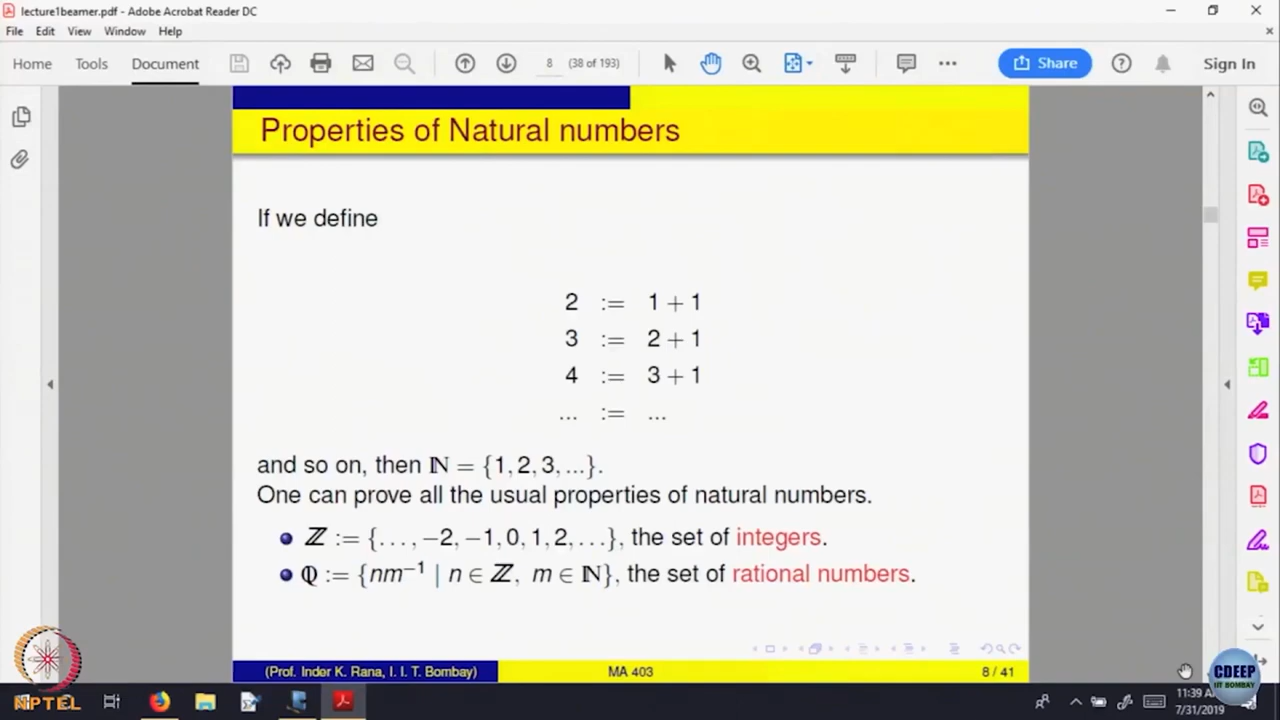 lecture1beamer.pdf - Adobe Acrobat Reader DC
File Edit View Window Help
Home Tools Document 8 (38 of 193) Share Sign In
Properties of Natural numbers
If we define
2 := 1 + 1
3 := 2 + 1
4 := 3 + 1
... := ...
and so on, then ℕ = {1, 2, 3, ...}.
One can prove all the usual properties of natural numbers.
ℤ := {. . . , −2, −1, 0, 1, 2, . . .}, the set of integers.
ℚ := {nm⁻¹ | n ∈ ℤ, m ∈ ℕ}, the set of rational numbers.
(Prof. Inder K. Rana, I. I. T. Bombay) MA 403 8 / 41
NPTEL
CDEEP
IIT BOMBAY
11:39 A
7/31/2019